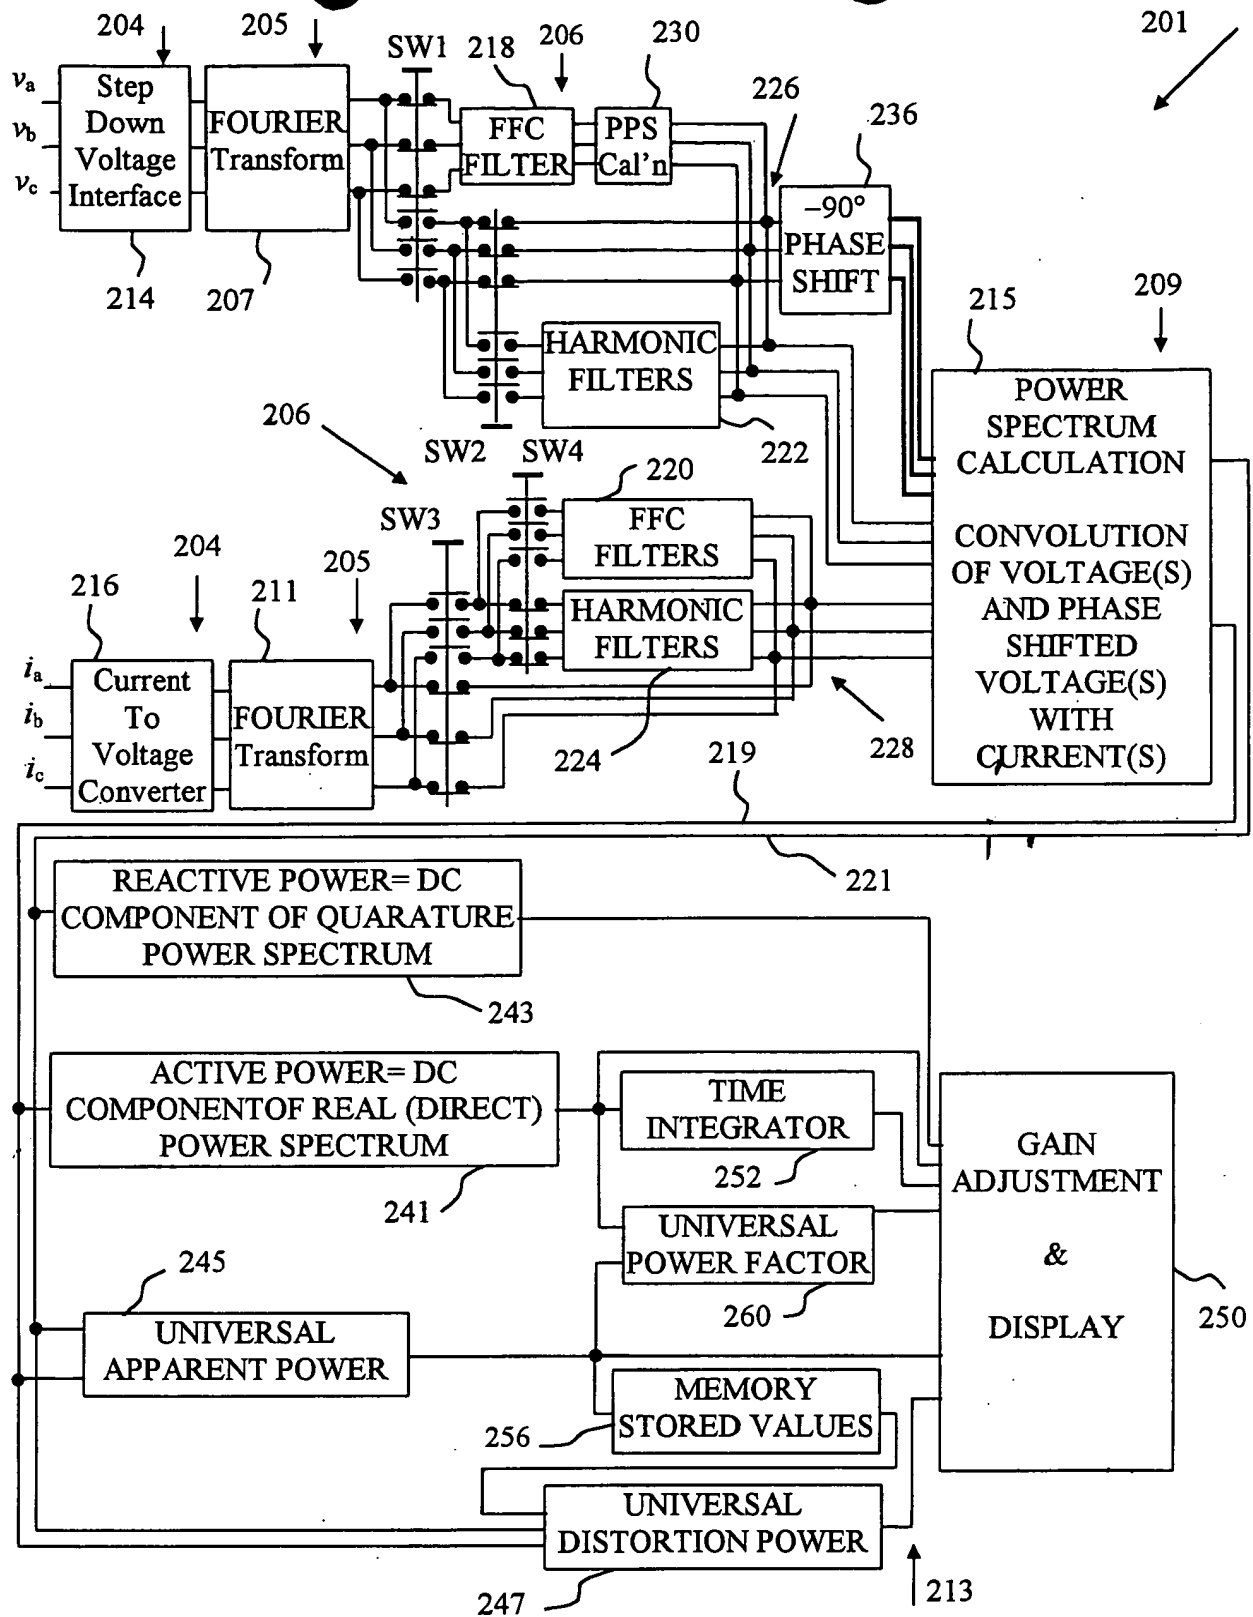 204
205
SW1
218
206
230
201
226
236
va
vb
vc
Step
Down
Voltage
Interface
FOURIER
Transform
FFC
FILTER
PPS
Cal'n
−90°
PHASE
SHIFT
214
207
215
209
HARMONIC
FILTERS
206
SW2
SW4
222
POWER
SPECTRUM
CALCULATION
CONVOLUTION
OF VOLTAGE(S)
AND PHASE
SHIFTED
VOLTAGE(S)
WITH
CURRENT(S)
220
SW3
FFC
FILTERS
204
205
216
211
HARMONIC
FILTERS
ia
ib
ic
Current
To
Voltage
Converter
FOURIER
Transform
224
228
219
221
REACTIVE POWER= DC
COMPONENT OF QUARATURE
POWER SPECTRUM
243
ACTIVE POWER= DC
COMPONENTOF REAL (DIRECT)
POWER SPECTRUM
241
TIME
INTEGRATOR
252
GAIN
ADJUSTMENT
&
DISPLAY
250
UNIVERSAL
POWER FACTOR
260
245
UNIVERSAL
APPARENT POWER
MEMORY
STORED VALUES
256
UNIVERSAL
DISTORTION POWER
247
213